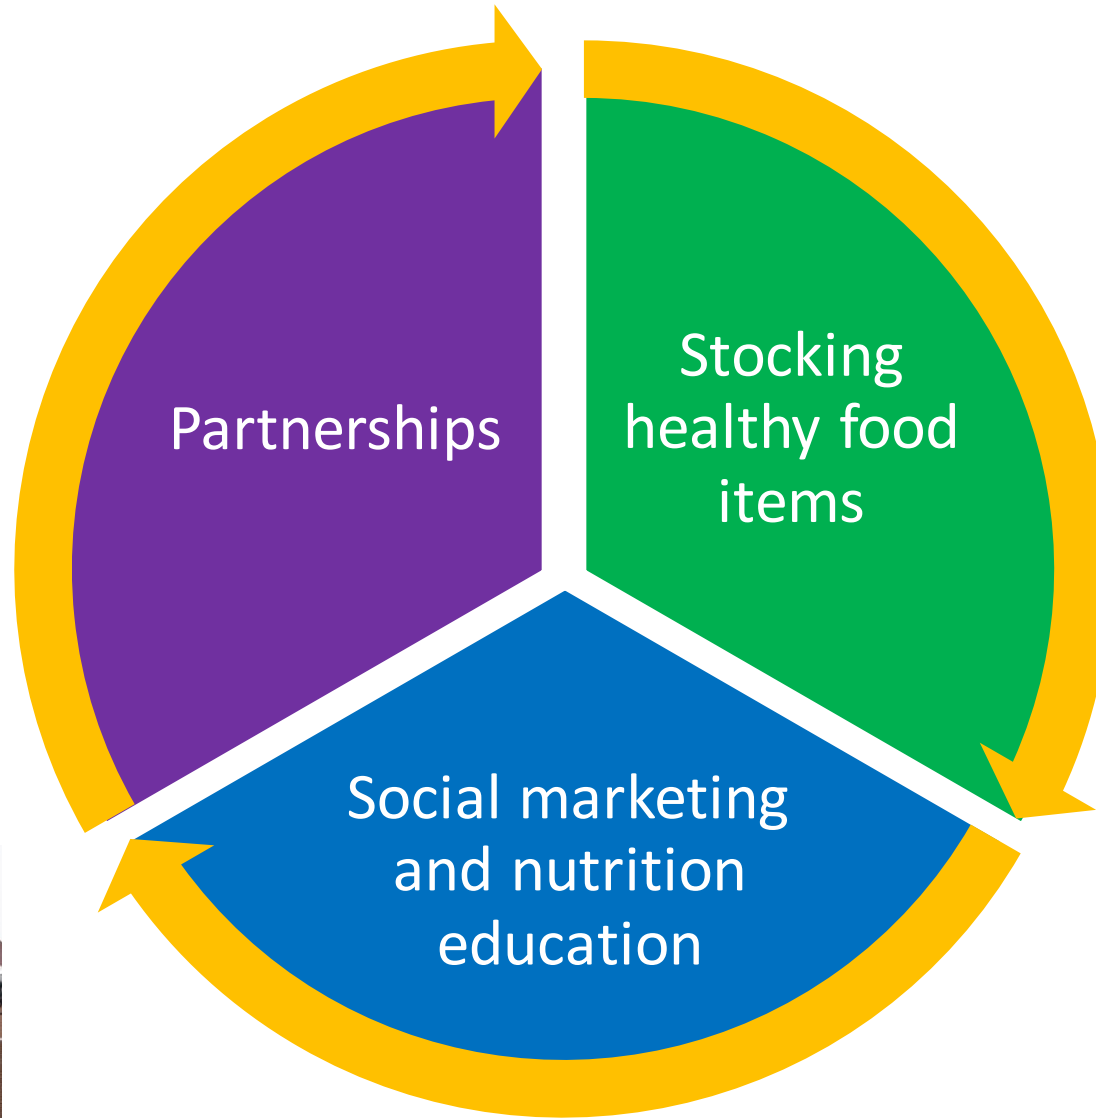 Partnerships
Stocking
healthy food
items
Social marketing
and nutrition
education